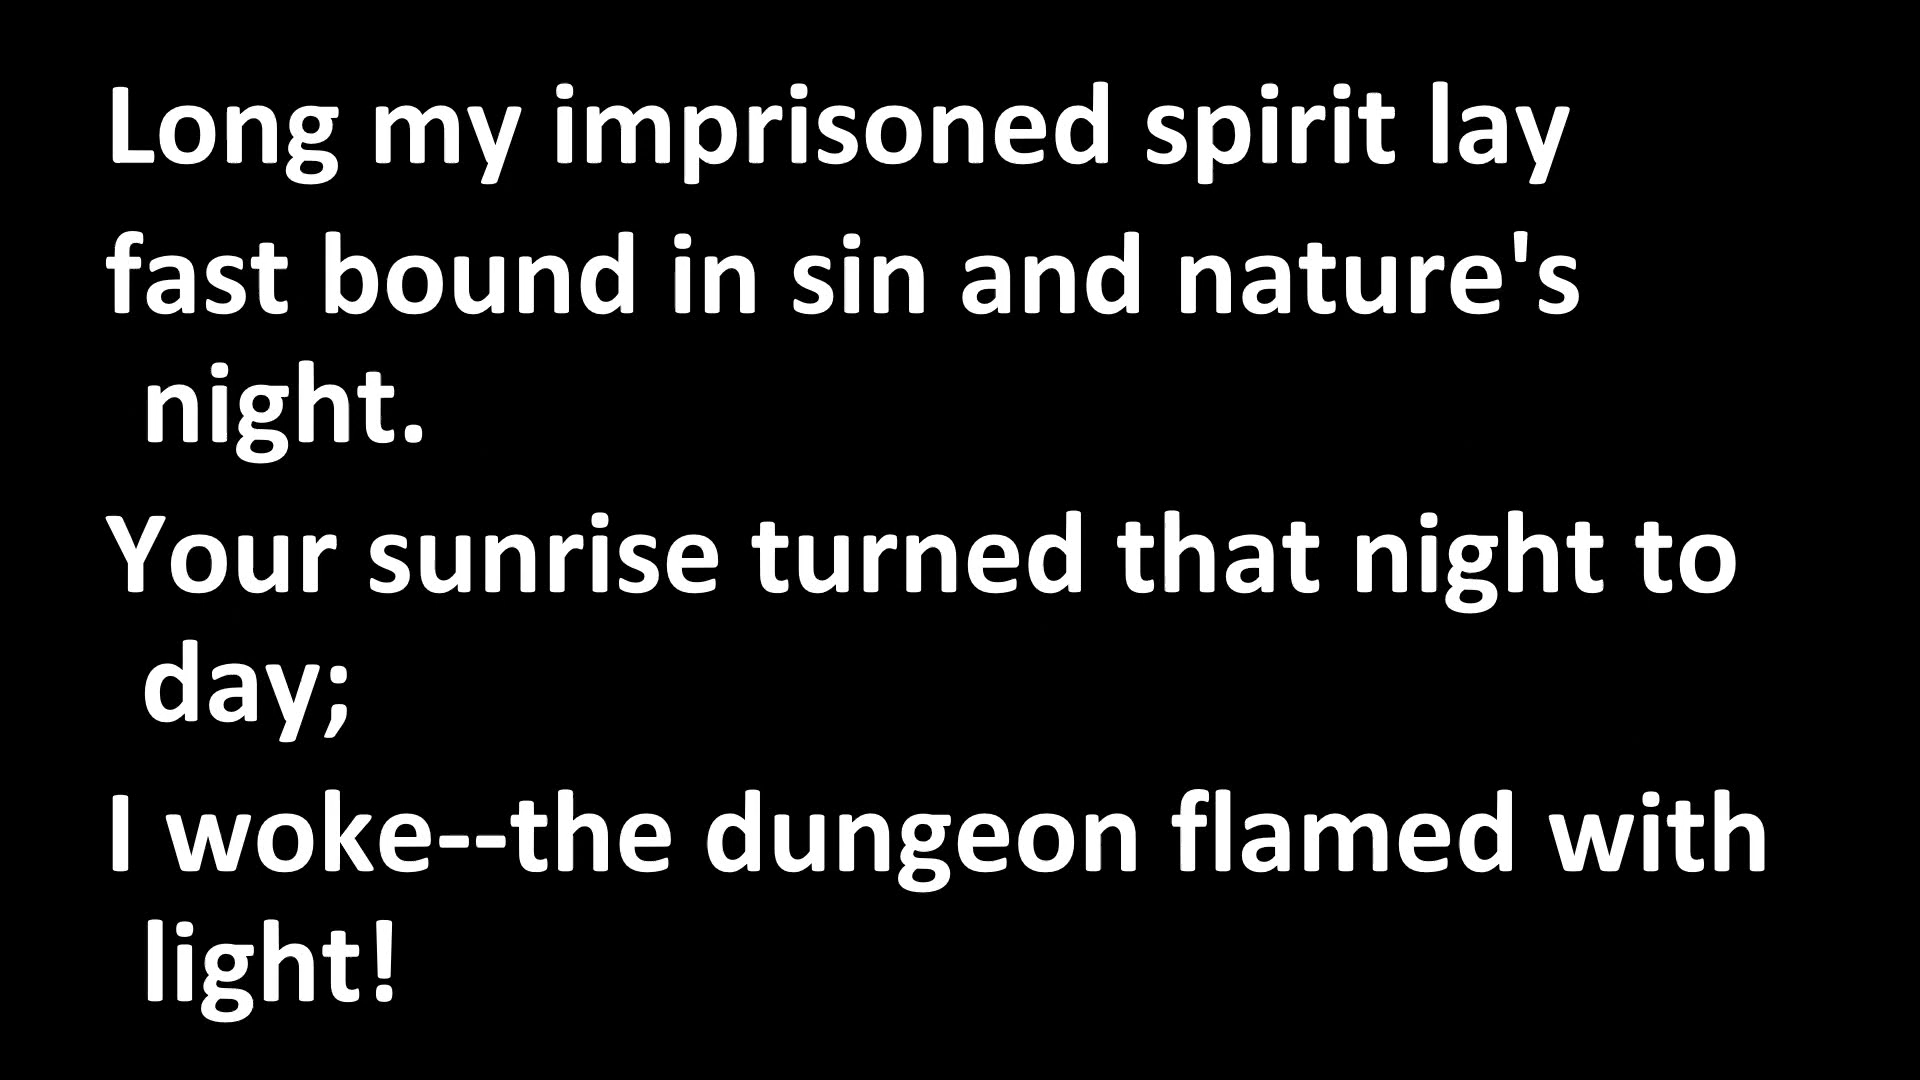 Long my imprisoned spirit lay
fast bound in sin and nature's
night.
Your sunrise turned that night to
day;
I woke--the dungeon flamed with
light!